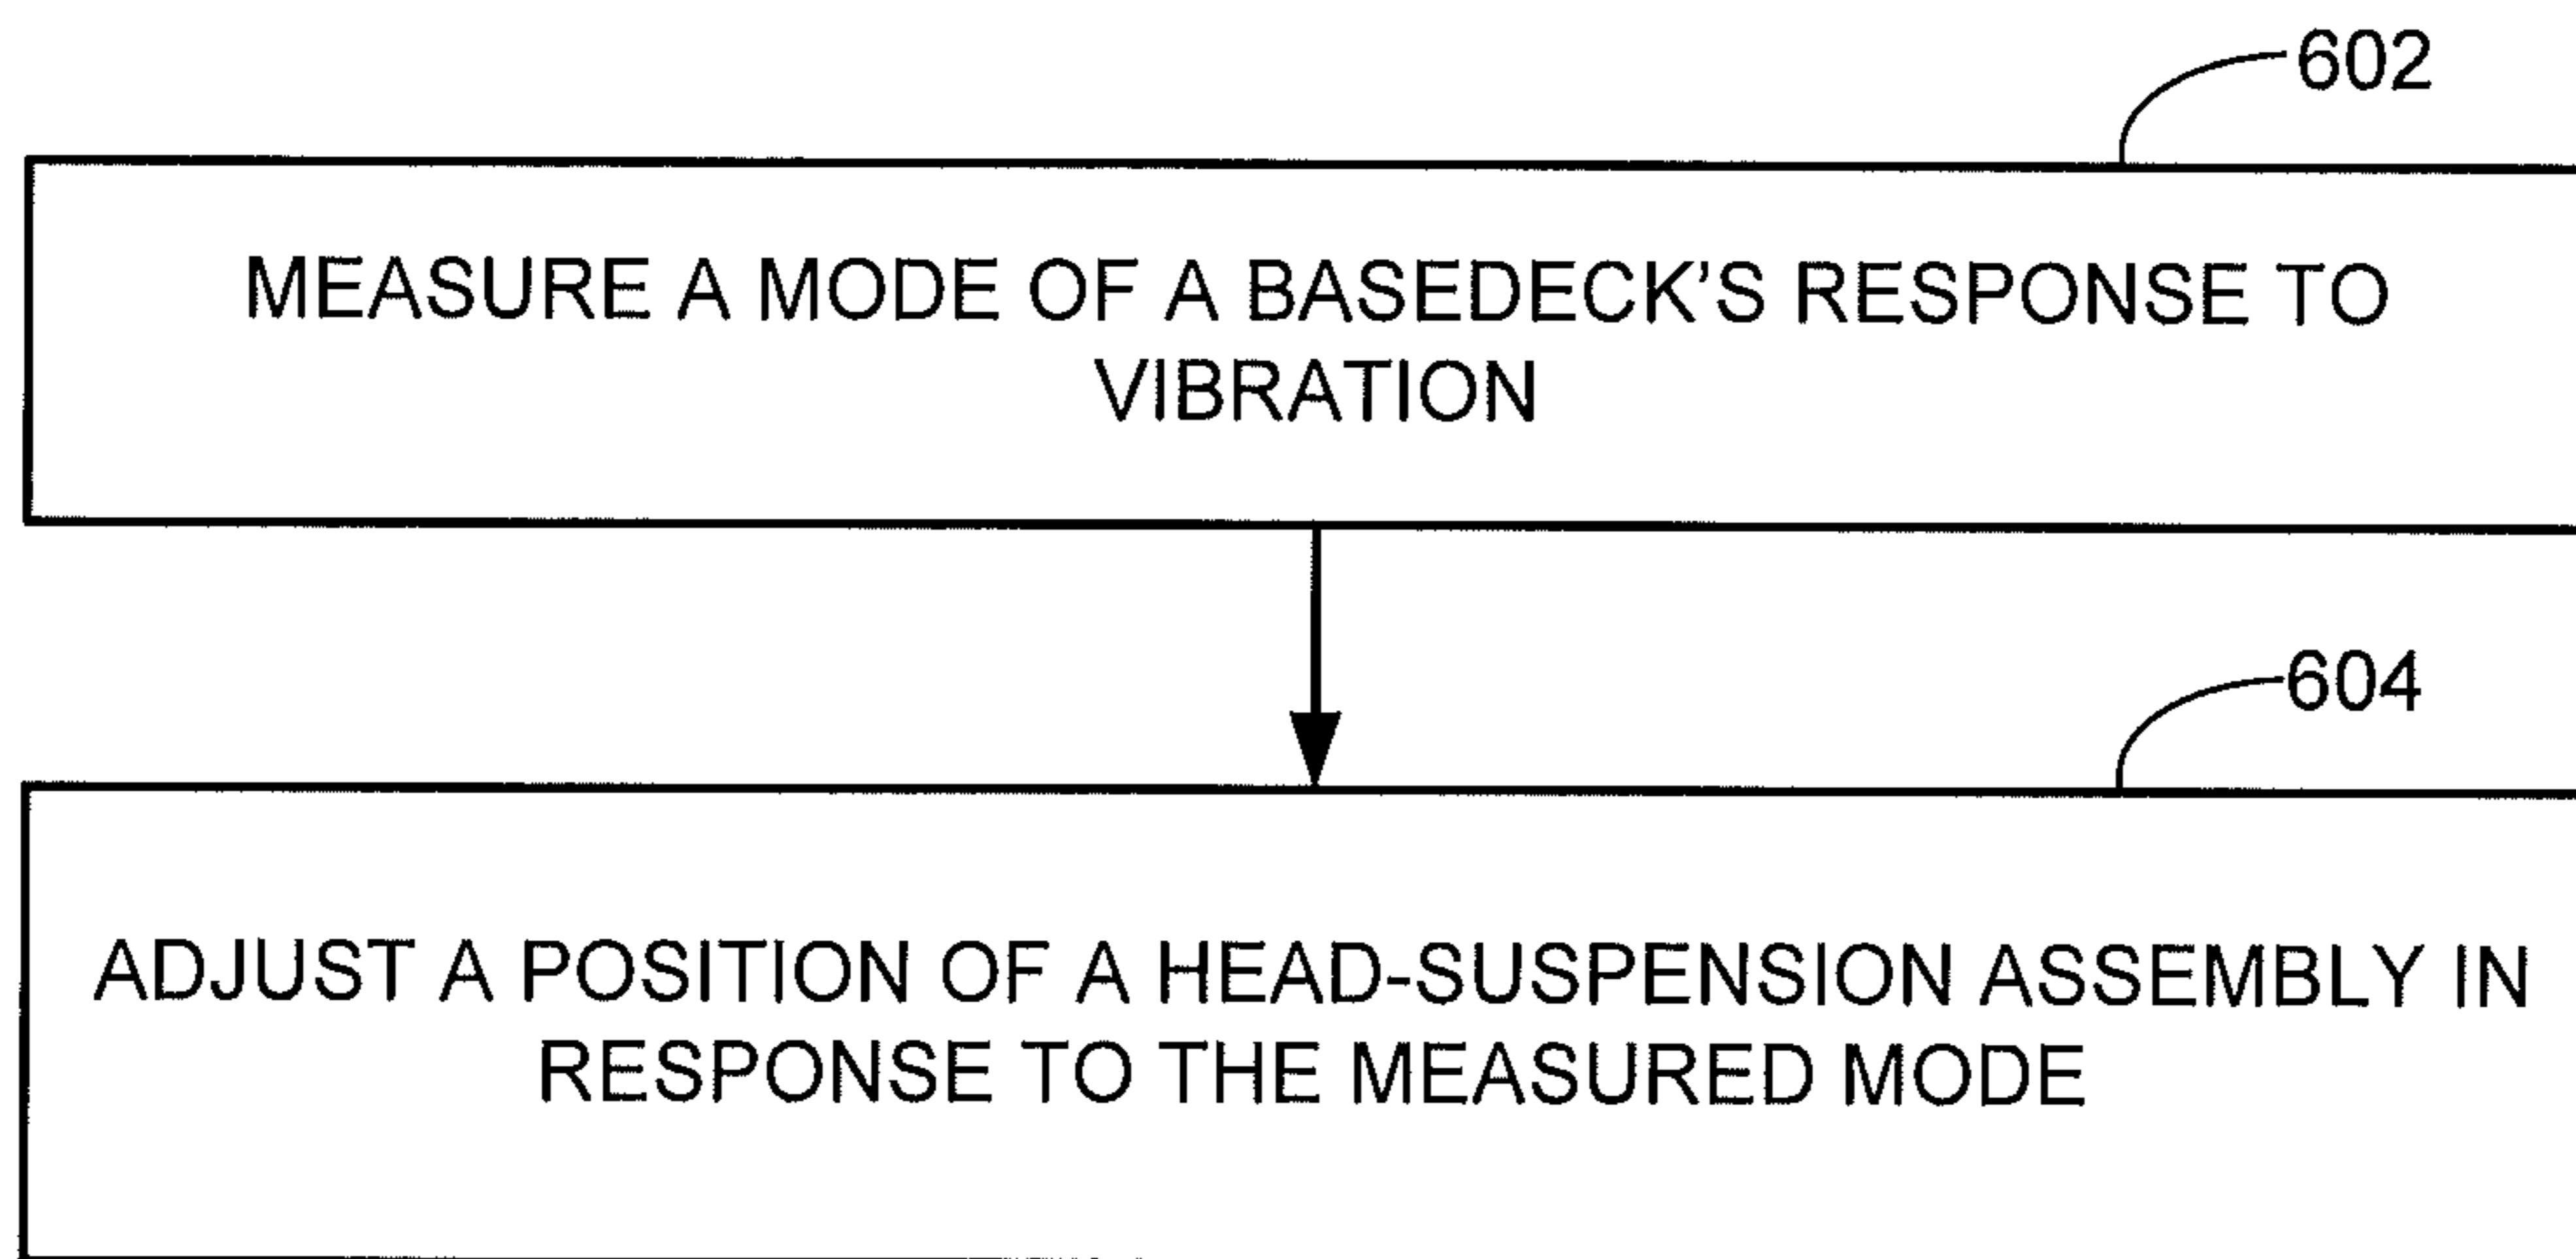 602
MEASURE A MODE OF A BASEDECK'S RESPONSE TO
VIBRATION
604
ADJUST A POSITION OF A HEAD-SUSPENSION ASSEMBLY IN
RESPONSE TO THE MEASURED MODE